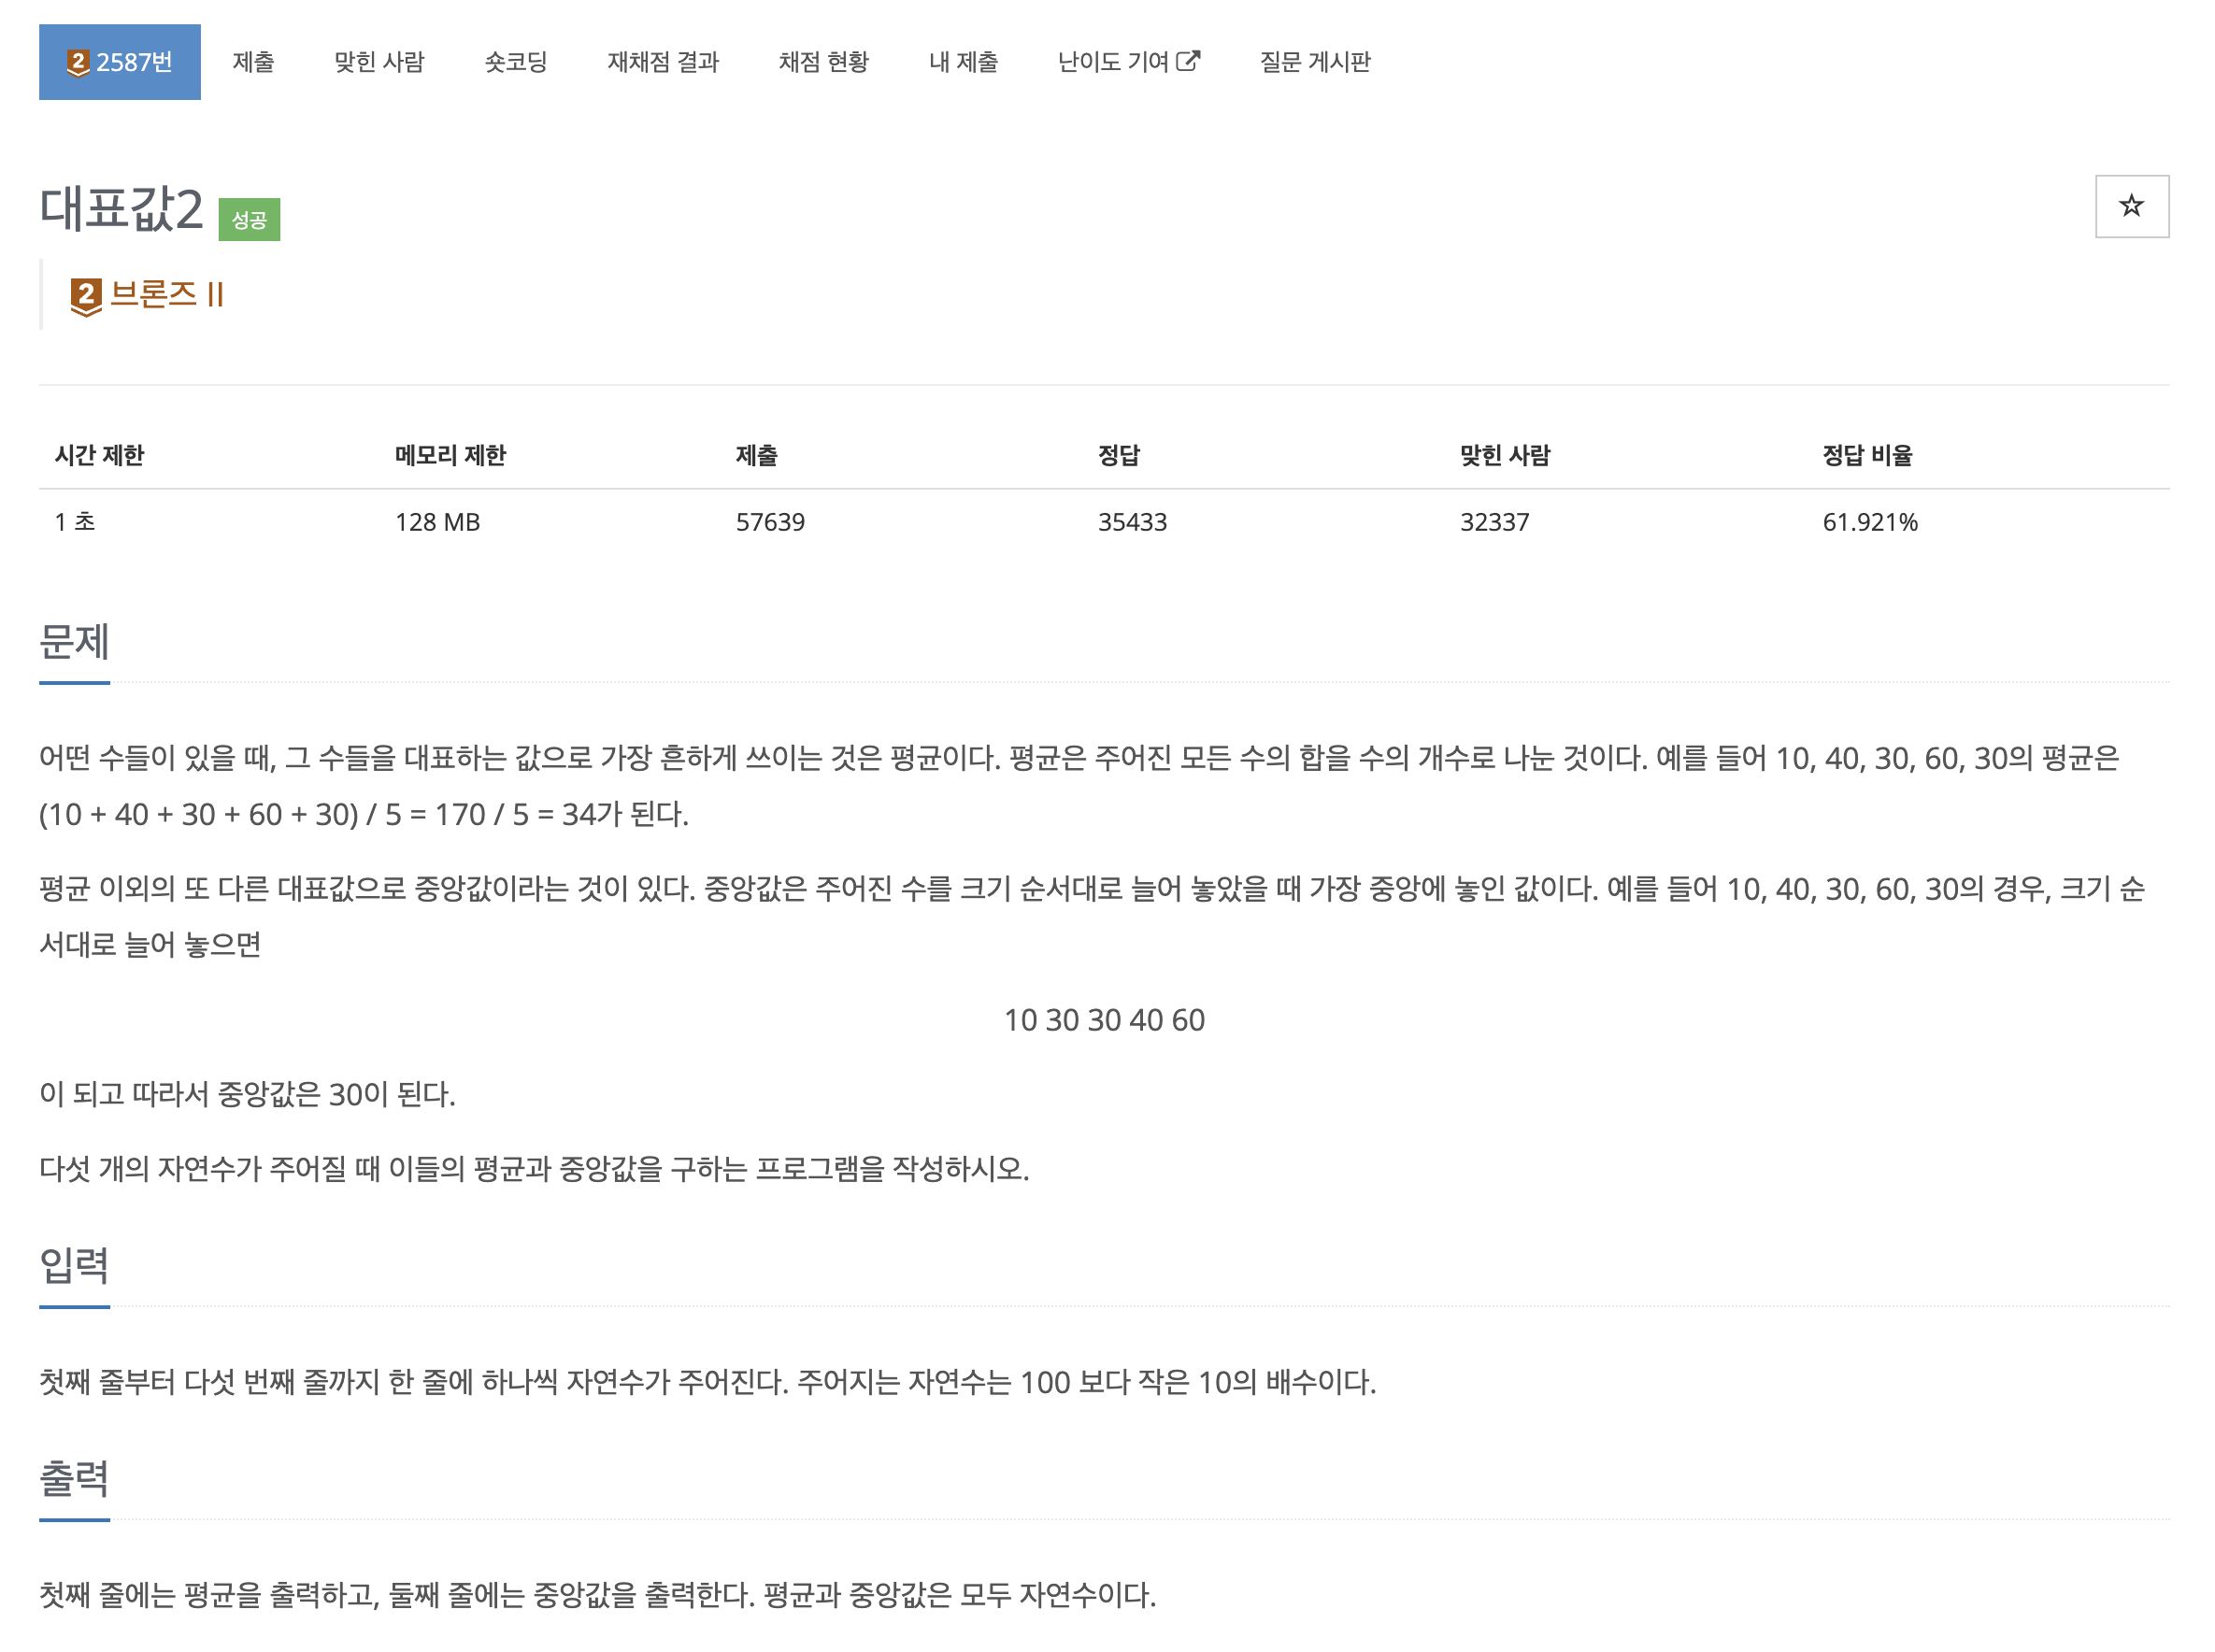 2 2587번 제출 맞힌 사람 숏코딩 재채점 결과 채점 현황 내 제출 난이도 기여 질문 게시판
대표값2 성공
2 브론즈 II
시간 제한 메모리 제한 제출 정답 맞힌 사람 정답 비율
1 초 128 MB 57639 35433 32337 61.921%
문제
어떤 수들이 있을 때, 그 수들을 대표하는 값으로 가장 흔하게 쓰이는 것은 평균이다. 평균은 주어진 모든 수의 합을 수의 개수로 나눈 것이다. 예를 들어 10, 40, 30, 60, 30의 평균은
(10 + 40 + 30 + 60 + 30) / 5 = 170 / 5 = 34가 된다.
평균 이외의 또 다른 대표값으로 중앙값이라는 것이 있다. 중앙값은 주어진 수를 크기 순서대로 늘어 놓았을 때 가장 중앙에 놓인 값이다. 예를 들어 10, 40, 30, 60, 30의 경우, 크기 순
서대로 늘어 놓으면
10 30 30 40 60
이 되고 따라서 중앙값은 30이 된다.
다섯 개의 자연수가 주어질 때 이들의 평균과 중앙값을 구하는 프로그램을 작성하시오.
입력
첫째 줄부터 다섯 번째 줄까지 한 줄에 하나씩 자연수가 주어진다. 주어지는 자연수는 100 보다 작은 10의 배수이다.
출력
첫째 줄에는 평균을 출력하고, 둘째 줄에는 중앙값을 출력한다. 평균과 중앙값은 모두 자연수이다.